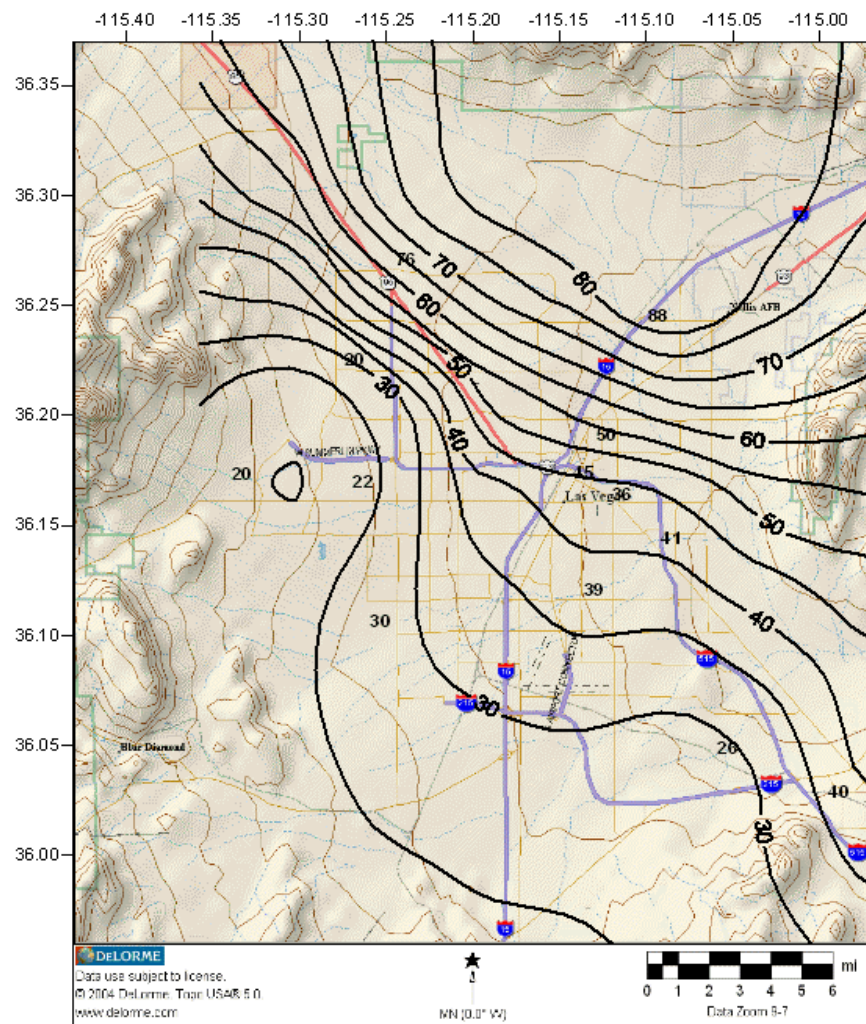 -115.40 -115.35 -115.30 -115.25 -115.20 -115.15 -115.10 -115.05 -115.00
36.35
36.30
36.25
36.20
36.15
36.10
36.05
36.00
76
70
80
60
88
Nellis AFB
70
20
30
50
40
50
60
20
22
15
36
Las Vegas
50
41
39
30
40
30
26
Blue Diamond
40
30
DELORME
Data use subject to license.
© 2004 DeLorme. Topo USA® 5.0.
www.delorme.com
MN (0.0° W)
mi
0 1 2 3 4 5 6
Data Zoom 9-7